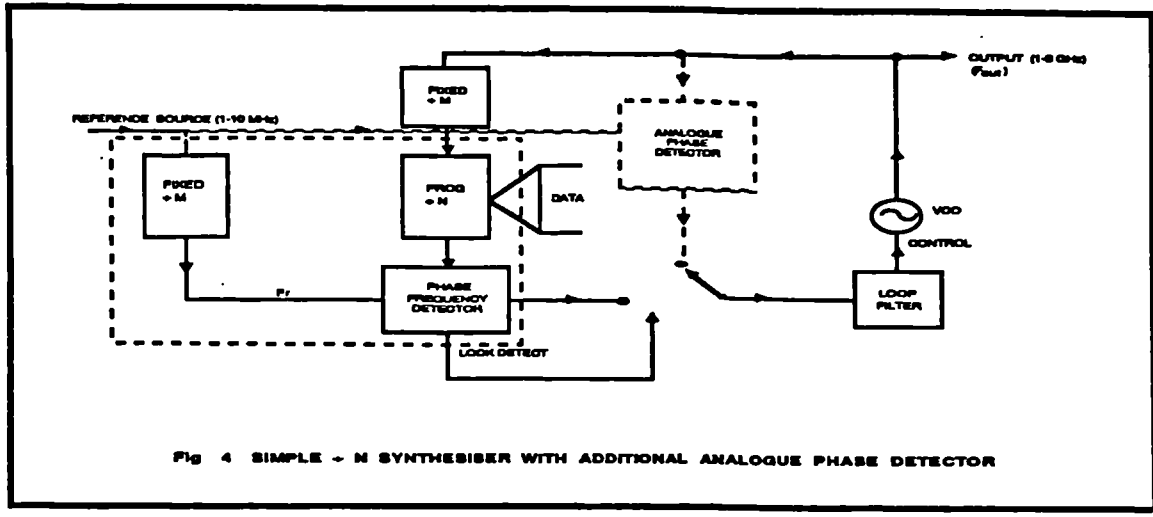 OUTPUT (1-8 GHz)
(Fout)
FIXED
÷ M
REFERENCE SOURCE (1-10 MHz)
ANALOGUE
PHASE
DETECTOR
FIXED
÷ M
PROG
÷ N
DATA
VCO
CONTROL
Fr
PHASE
FREQUENCY
DETECTOR
LOOP
FILTER
LOCK DETECT
Fig 4 SIMPLE ÷ N SYNTHESISER WITH ADDITIONAL ANALOGUE PHASE DETECTOR